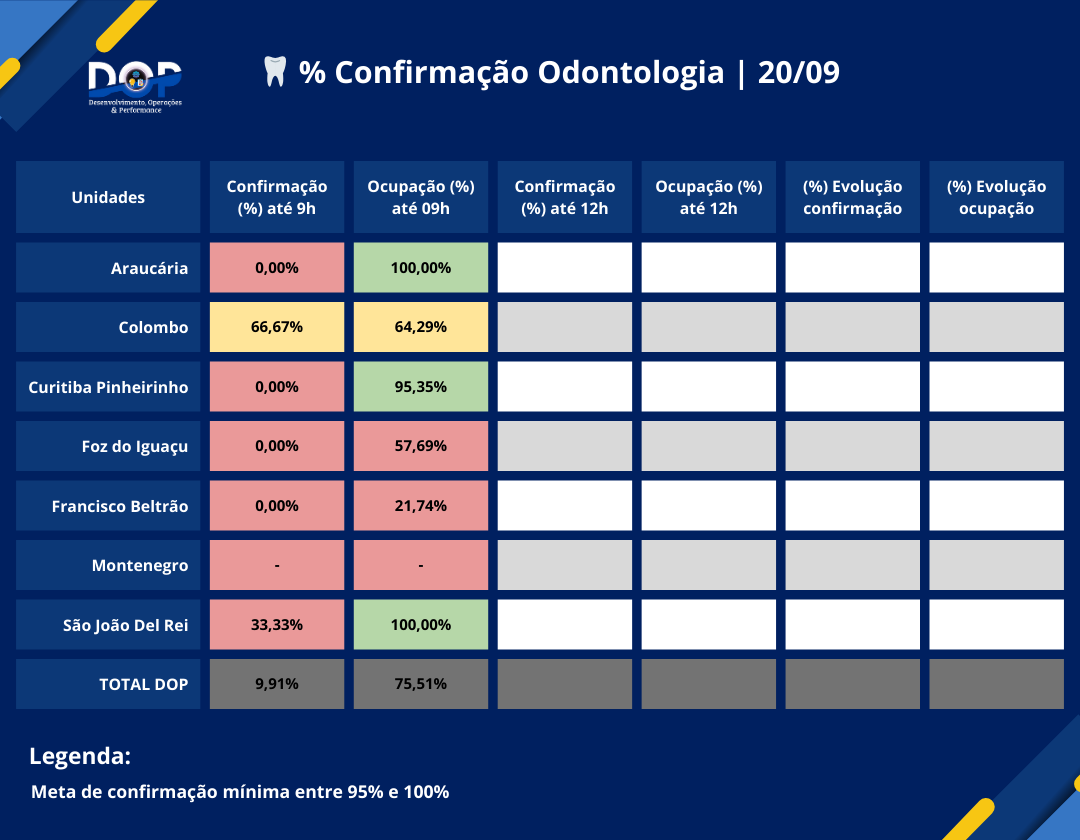 DOP
Desenvolvimento, Operações
& Performance
% Confirmação Odontologia | 20/09
Unidades
Confirmação
(%) até 9h
Ocupação (%)
até 09h
Confirmação
(%) até 12h
Ocupação (%)
até 12h
(%) Evolução
confirmação
(%) Evolução
ocupação
Araucária 0,00% 100,00%
Colombo 66,67% 64,29%
Curitiba Pinheirinho 0,00% 95,35%
Foz do Iguaçu 0,00% 57,69%
Francisco Beltrão 0,00% 21,74%
Montenegro - -
São João Del Rei 33,33% 100,00%
TOTAL DOP 9,91% 75,51%
Legenda:
Meta de confirmação mínima entre 95% e 100%